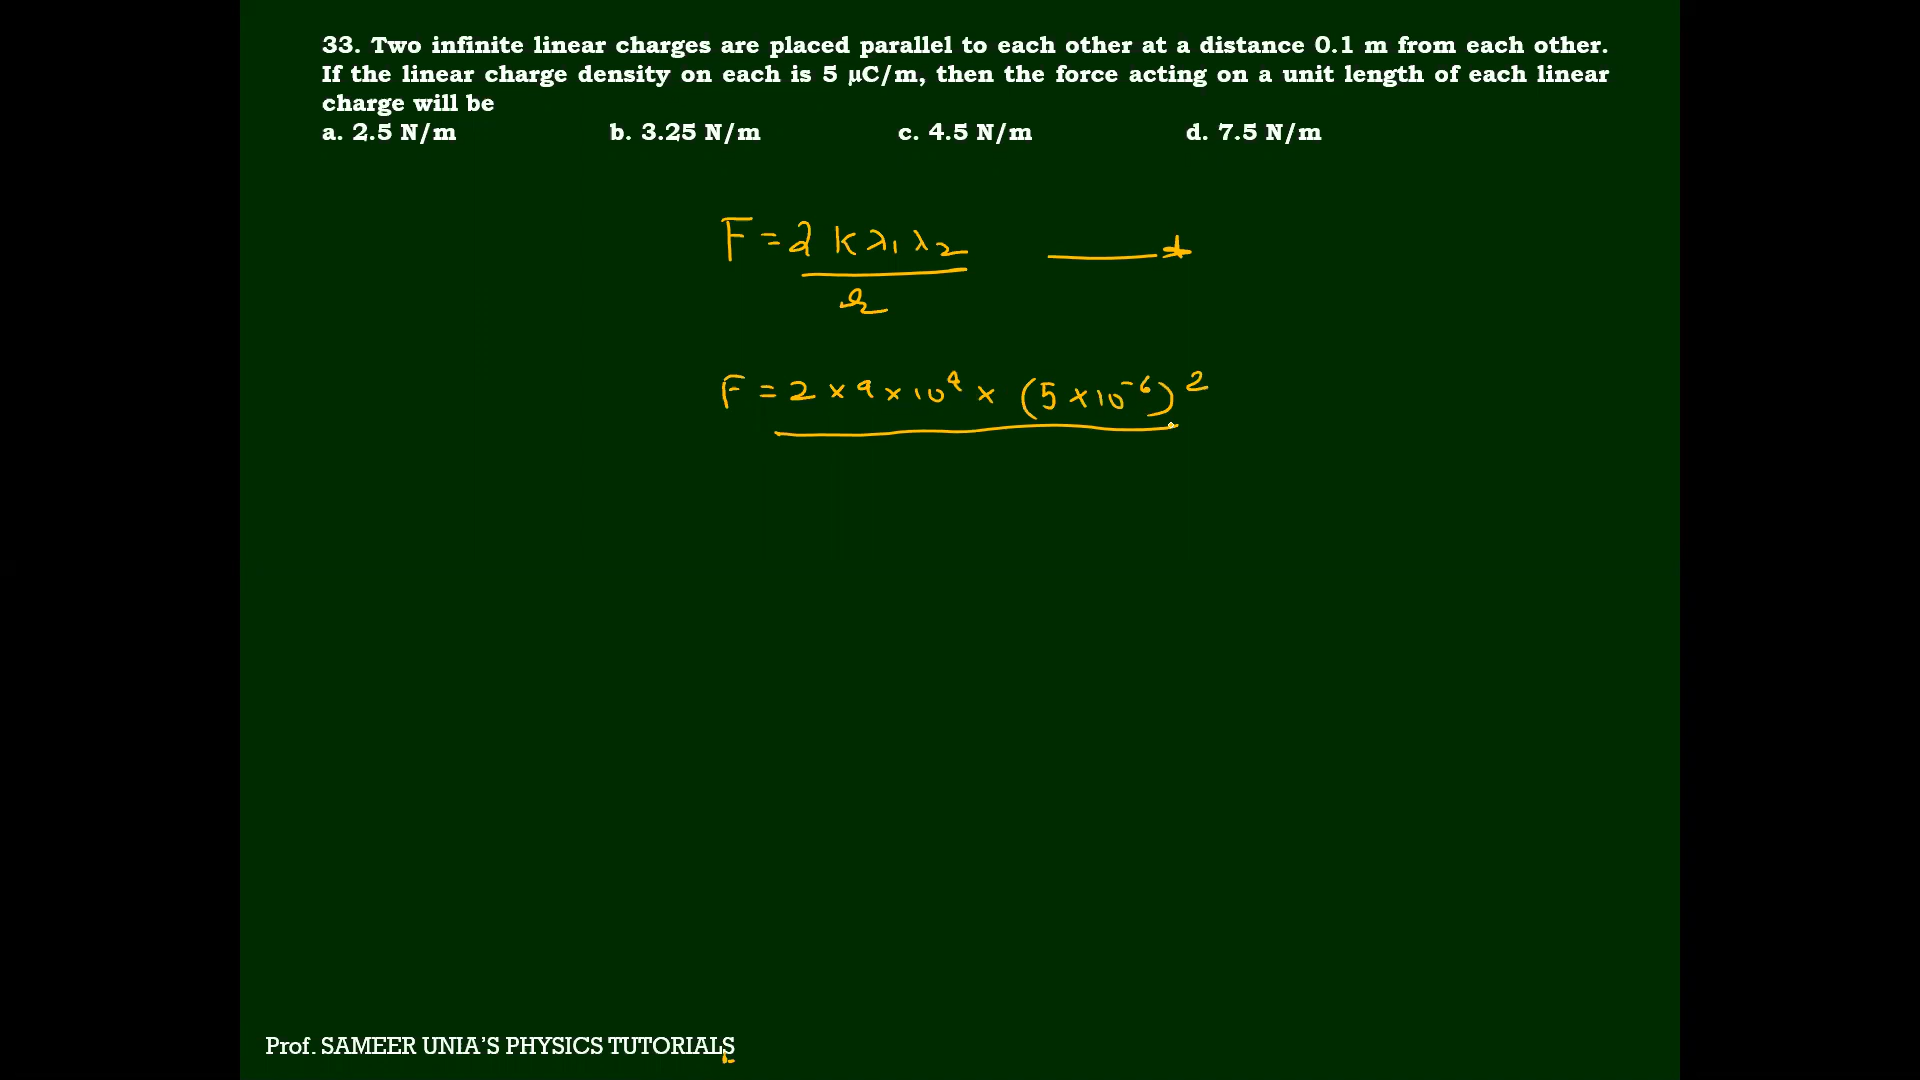 33. Two infinite linear charges are placed parallel to each other at a distance 0.1 m from each other.
If the linear charge density on each is 5 μC/m, then the force acting on a unit length of each linear
charge will be
a. 2.5 N/m b. 3.25 N/m c. 4.5 N/m d. 7.5 N/m
F = 2 K λ₁ λ₂
r
F = 2 × 9 × 10⁹ × (5 × 10⁻⁶)²
Prof. SAMEER UNIA'S PHYSICS TUTORIALS